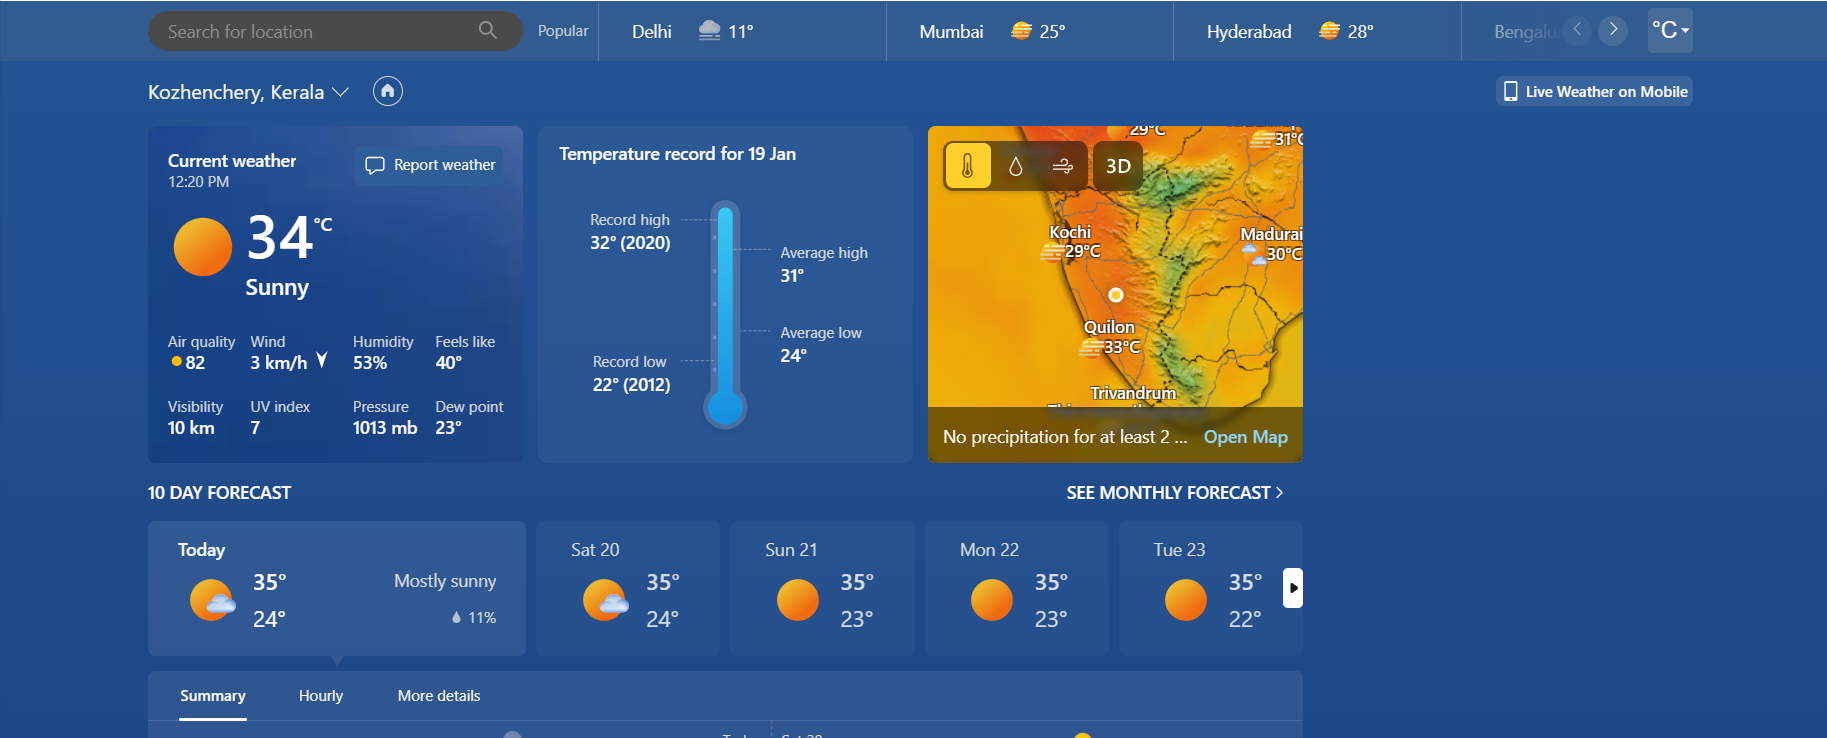 Search for location
Popular
Delhi 11°
Mumbai 25°
Hyderabad 28°
Bengalu
°C
Kozhenchery, Kerala
Live Weather on Mobile
Current weather
12:20 PM
Report weather
34 °C
Sunny
Air quality
82
Wind
3 km/h
Humidity
53%
Feels like
40°
Visibility
10 km
UV index
7
Pressure
1013 mb
Dew point
23°
Temperature record for 19 Jan
Record high
32° (2020)
Average high
31°
Average low
24°
Record low
22° (2012)
29°C
31°C
3D
Kochi
29°C
Madurai
30°C
Quilon
33°C
Trivandrum
No precipitation for at least 2 ...
Open Map
10 DAY FORECAST
SEE MONTHLY FORECAST
Today
35°
24°
Mostly sunny
11%
Sat 20
35°
24°
Sun 21
35°
23°
Mon 22
35°
23°
Tue 23
35°
22°
Summary
Hourly
More details